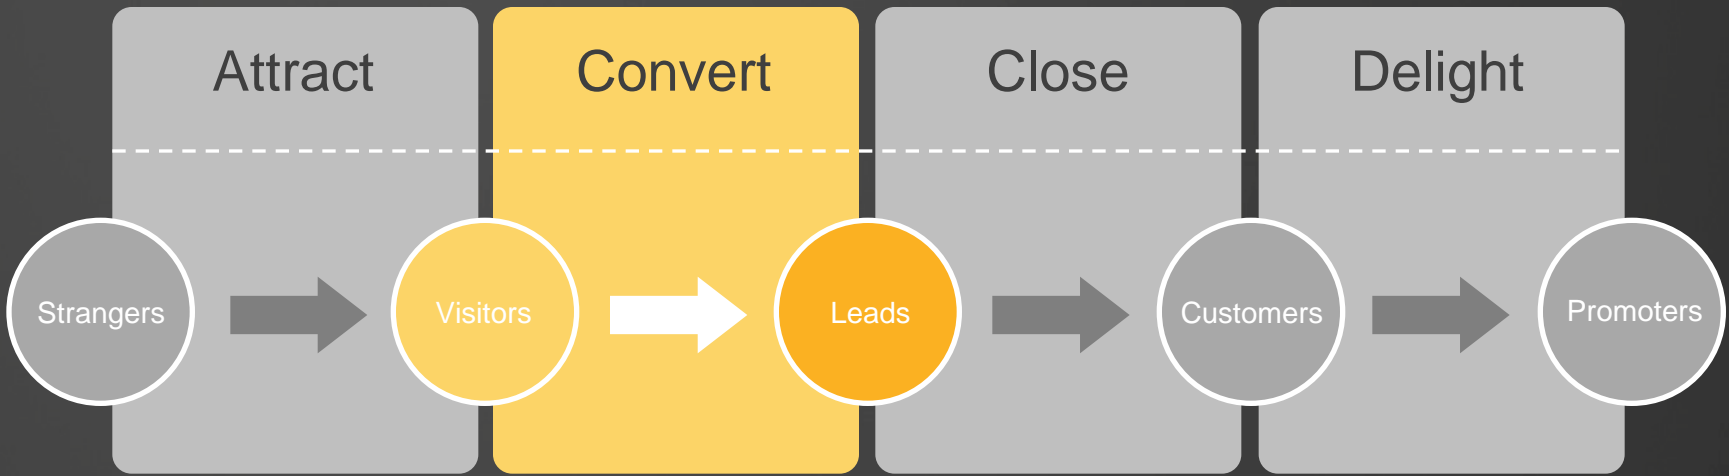 Attract
Convert
Close
Delight
Strangers
Visitors
Leads
Customers
Promoters